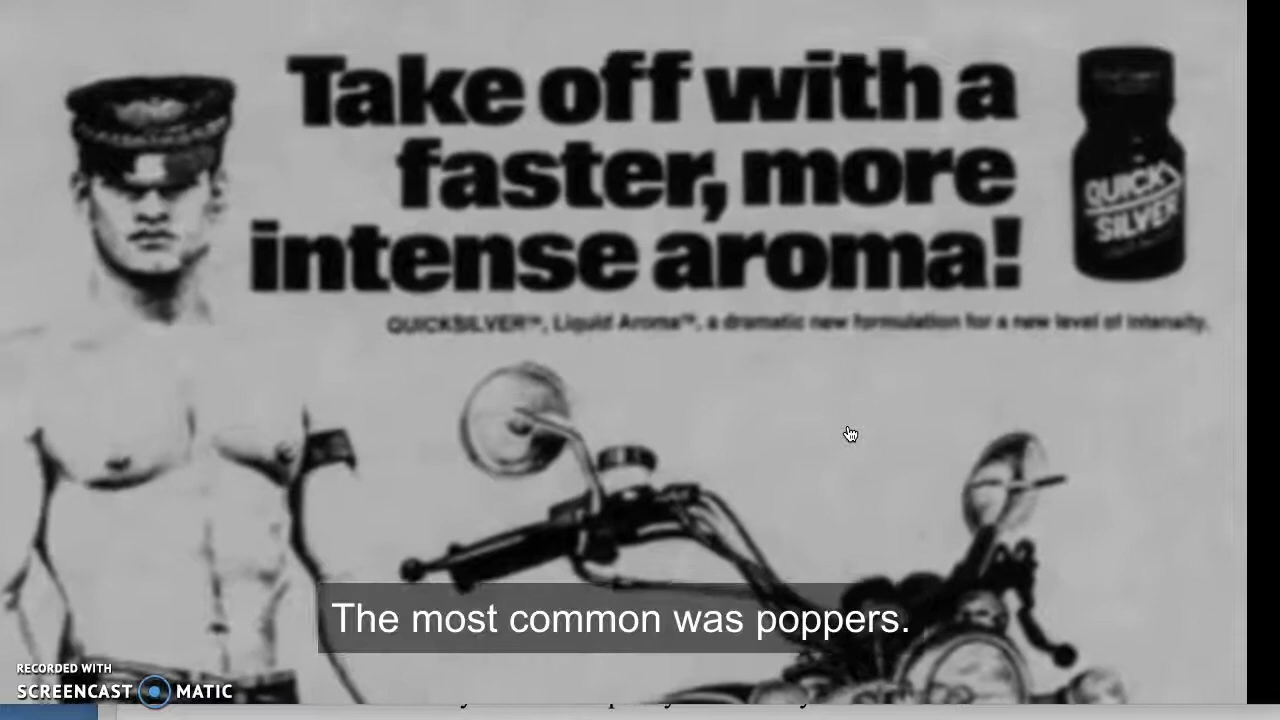 Take off with a
faster, more
intense aroma!
QUICK
SILVER
QUICKSILVER™, Liquid Aroma™, a dramatic new formulation for a new level of intensity.
The most common was poppers.
RECORDED WITH
SCREENCAST MATIC